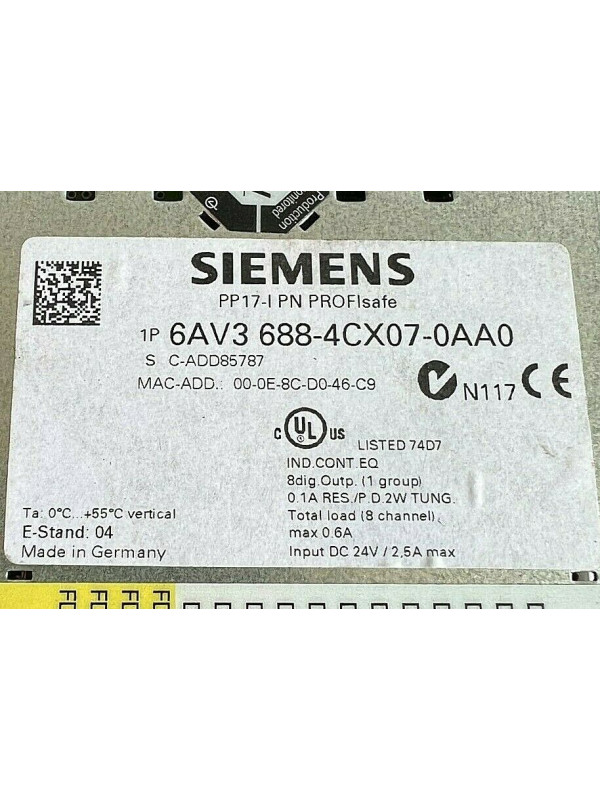 Production
monitored
SIEMENS
PP17-I PN PROFIsafe
1P 6AV3 688-4CX07-0AA0
S C-ADD85787
MAC-ADD.: 00-0E-8C-D0-46-C9
N117 CE
C UL US
LISTED 74D7
IND.CONT.EQ
8dig.Outp. (1 group)
0.1A RES./P.D.2W TUNG.
Total load (8 channel)
max 0.6A
Input DC 24V / 2,5A max
Ta: 0°C...+55°C vertical
E-Stand: 04
Made in Germany